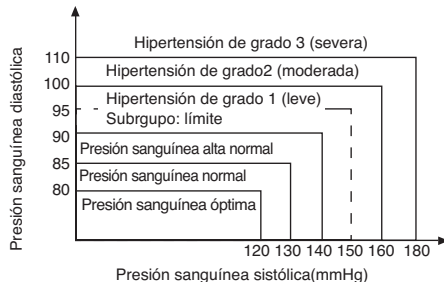 Presión sanguínea diastólica
110
100
95
90
85
80
Hipertensión de grado 3 (severa)
Hipertensión de grado2 (moderada)
Hipertensión de grado 1 (leve)
Subrgupo: límite
Presión sanguínea alta normal
Presión sanguínea normal
Presión sanguínea óptima
120 130 140 150 160 180
Presión sanguínea sistólica(mmHg)